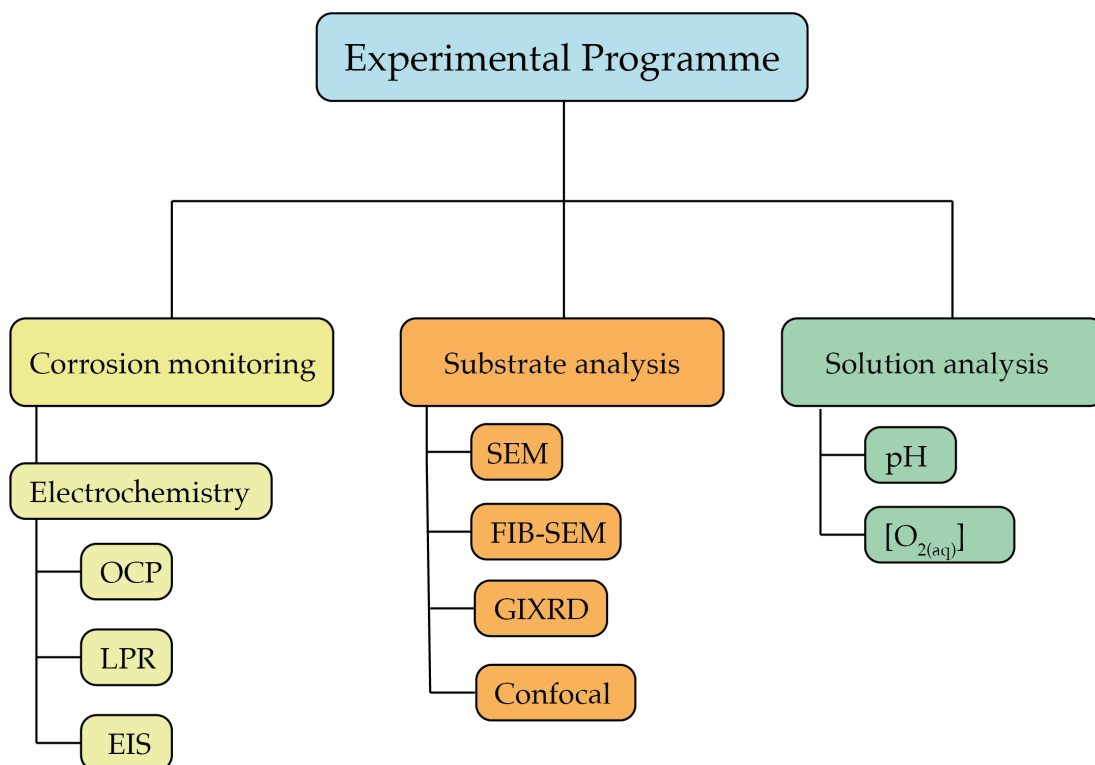 Experimental Programme
Corrosion monitoring
Electrochemistry
OCP
LPR
EIS
Substrate analysis
SEM
FIB-SEM
GIXRD
Confocal
Solution analysis
pH
[O2(aq)]